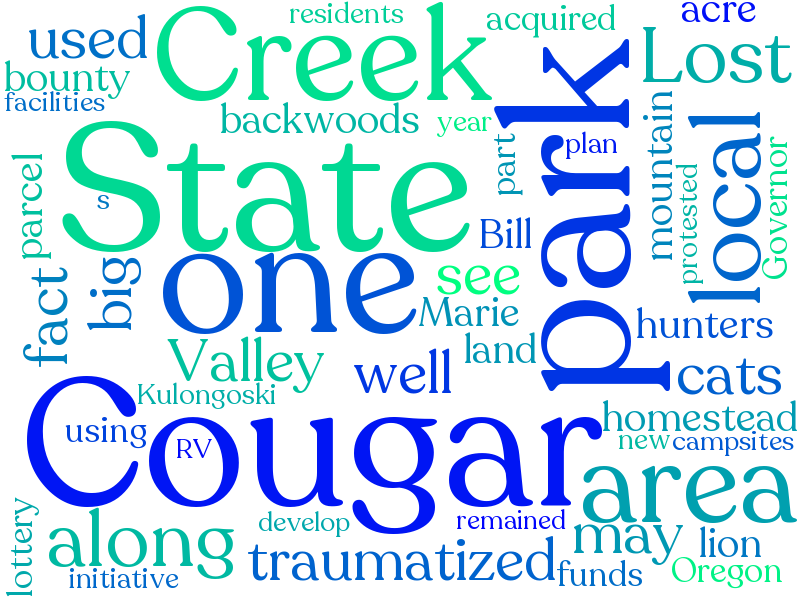 residents
acquired
acre
used
Creek
Lost
bounty
facilities
backwoods
year
part
plan
mountain
local
State
s
Bill
park
protested
Governor
parcel
fact
big
one
see
Marie
hunters
Valley
land
well
cats
Kulongoski
Cougar
using
RV
homestead
new
campsites
area
lottery
along
develop
remained
may
lion
initiative
traumatized
funds
Oregon